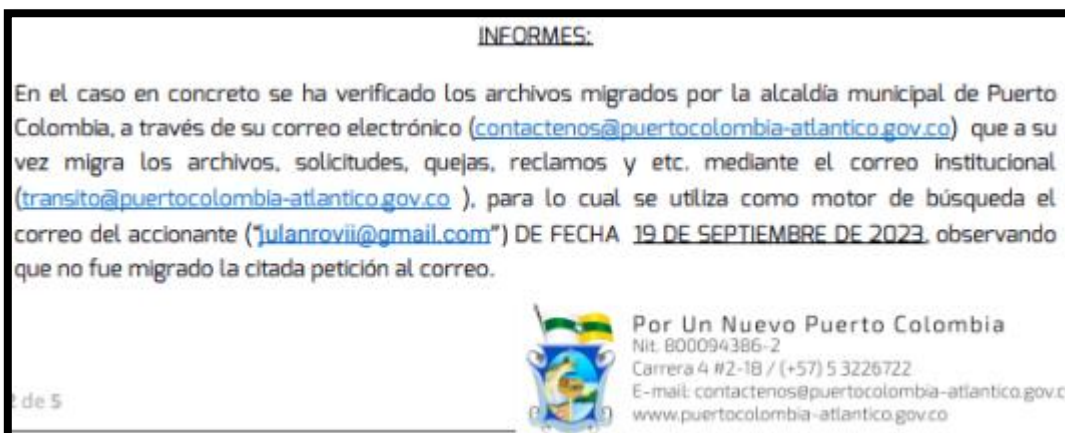 INFORMES:
En el caso en concreto se ha verificado los archivos migrados por la alcaldía municipal de Puerto
Colombia, a través de su correo electrónico (contactenos@puertocolombia-atlantico.gov.co) que a su
vez migra los archivos, solicitudes, quejas, reclamos y etc. mediante el correo institucional
(transito@puertocolombia-atlantico.gov.co ), para lo cual se utiliza como motor de búsqueda el
correo del accionante ("julanrovii@gmail.com") DE FECHA 19 DE SEPTIEMBRE DE 2023, observando
que no fue migrado la citada petición al correo.
Por Un Nuevo Puerto Colombia
Nit. 800094386-2
Carrera 4 #2-18 / (+57) 5 3226722
E-mail: contactenos@puertocolombia-atlantico.gov.c
www.puertocolombia-atlantico.gov.co
2 de 5